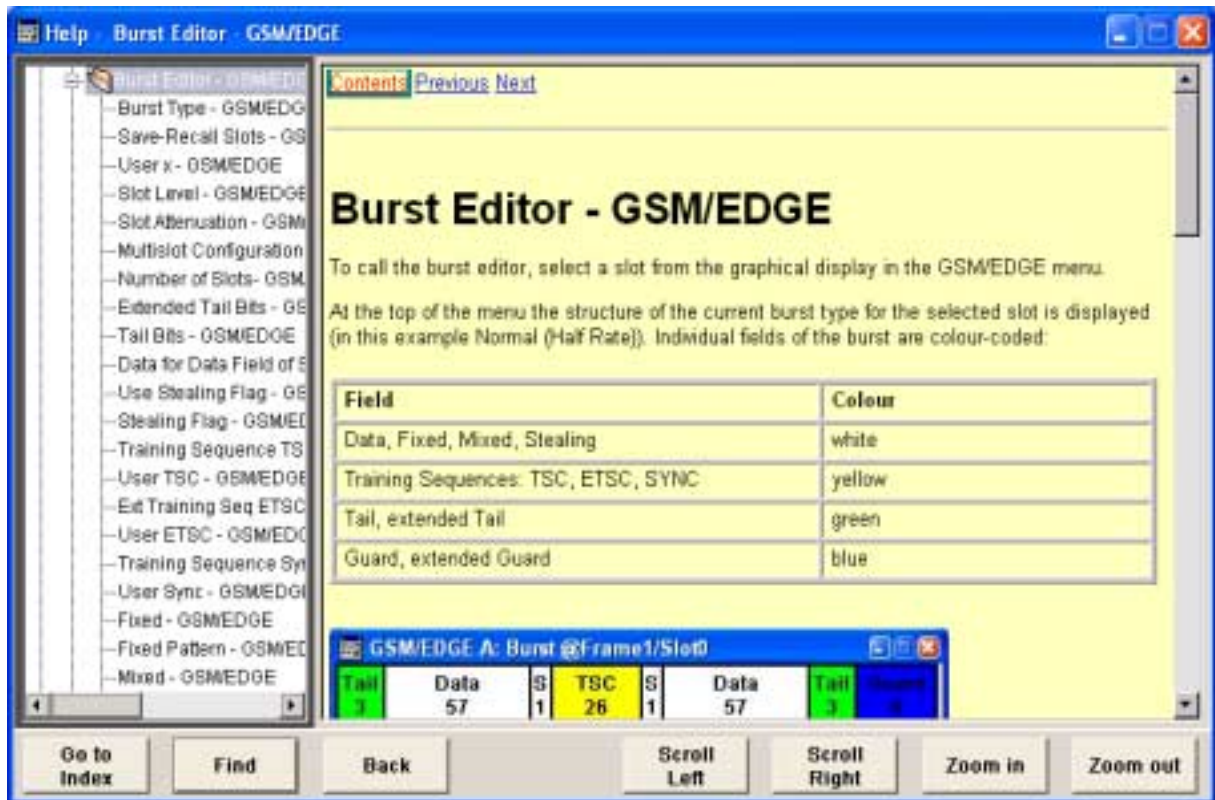 Help - Burst Editor - GSM/EDGE
Burst Editor - GSM/ED
Burst Type - GSM/EDG
Save-Recall Slots - GS
User x - GSM/EDGE
Slot Level - GSM/EDGE
Slot Attenuation - GSM/
Multislot Configuration
Number of Slots- GSM/
Extended Tail Bits - GS
Tail Bits - GSM/EDGE
Data for Data Field of S
Use Stealing Flag - GS
Stealing Flag - GSM/ED
Training Sequence TS
User TSC - GSM/EDGE
Ext Training Seq ETSC
User ETSC - GSM/EDG
Training Sequence Syn
User Sync - GSM/EDGE
Fixed - GSM/EDGE
Fixed Pattern - GSM/ED
Mixed - GSM/EDGE
Contents Previous Next
Burst Editor - GSM/EDGE
To call the burst editor, select a slot from the graphical display in the GSM/EDGE menu.
At the top of the menu the structure of the current burst type for the selected slot is displayed
(in this example Normal (Half Rate)). Individual fields of the burst are colour-coded:
Field Colour
Data, Fixed, Mixed, Stealing white
Training Sequences: TSC, ETSC, SYNC yellow
Tail, extended Tail green
Guard, extended Guard blue
GSM/EDGE A: Burst @Frame1/Slot0
Tail Data S TSC S Data Tail Guard
3 57 1 26 1 57 3
Go to Index Find Back Scroll Left Scroll Right Zoom in Zoom out